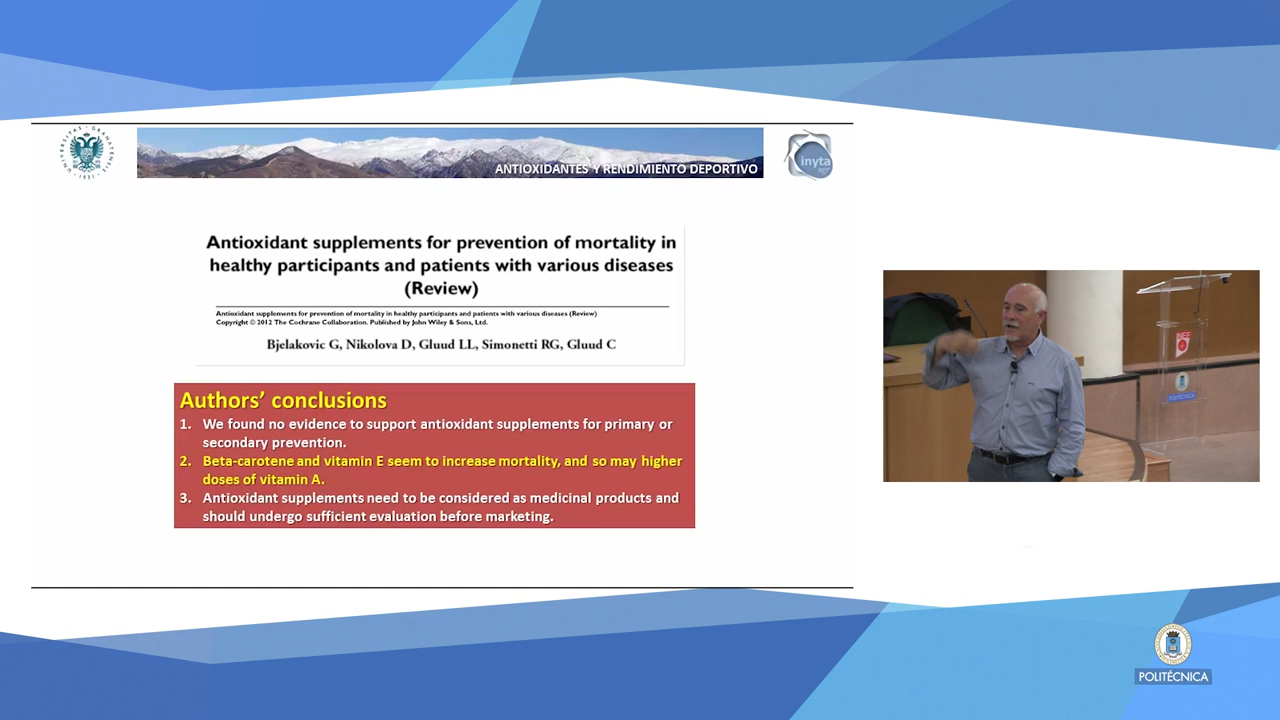 UNIVERSITAS · GRANATENSIS · 1531 ·
ANTIOXIDANTES Y RENDIMIENTO DEPORTIVO
inyta
Antioxidant supplements for prevention of mortality in
healthy participants and patients with various diseases
(Review)
Antioxidant supplements for prevention of mortality in healthy participants and patients with various diseases (Review)
Copyright © 2012 The Cochrane Collaboration. Published by John Wiley & Sons, Ltd.
Bjelakovic G, Nikolova D, Gluud LL, Simonetti RG, Gluud C
Authors’ conclusions
1. We found no evidence to support antioxidant supplements for primary or
secondary prevention.
2. Beta-carotene and vitamin E seem to increase mortality, and so may higher
doses of vitamin A.
3. Antioxidant supplements need to be considered as medicinal products and
should undergo sufficient evaluation before marketing.
POLITÉCNICA
POLITÉCNICA